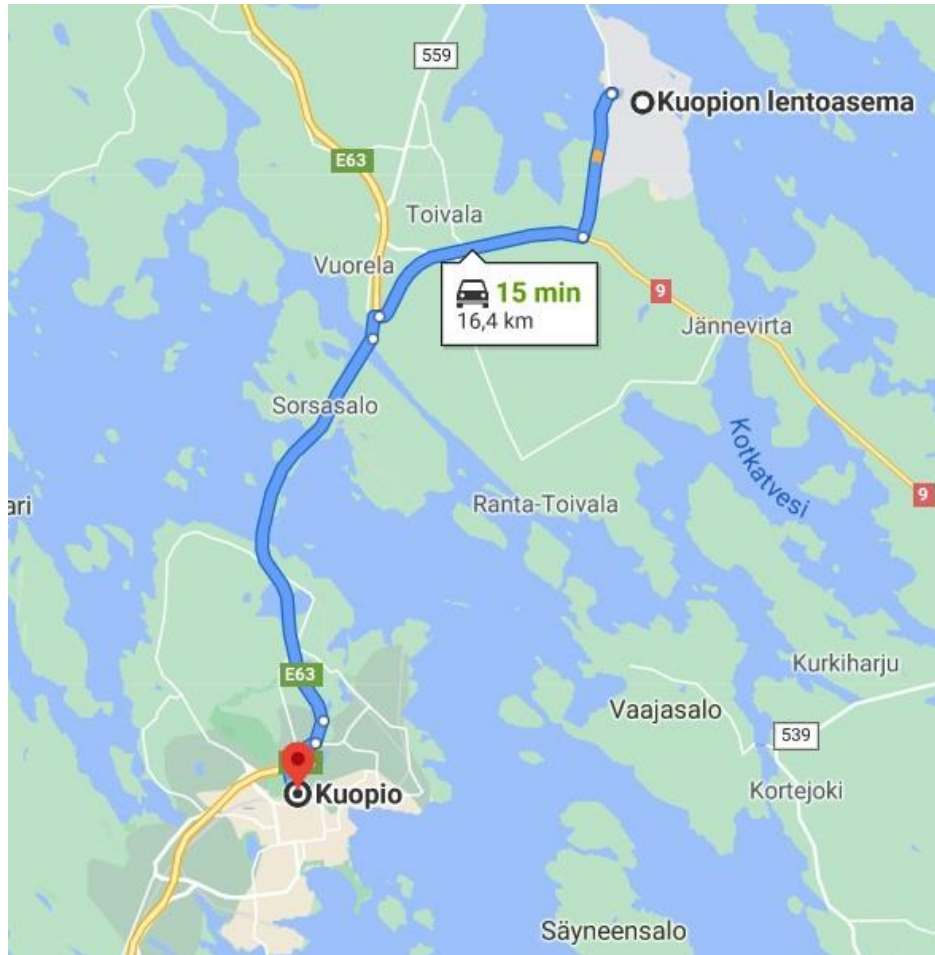 559
Kuopion lentoasema
E63
Toivala
Vuorela
15 min
16,4 km
9
Jännevirta
Sorsasalo
Kotkatvesi
9
ari
Ranta-Toivala
E63
Kurkiharju
Vaajasalo
539
Kortejoki
Kuopio
Säyneensalo